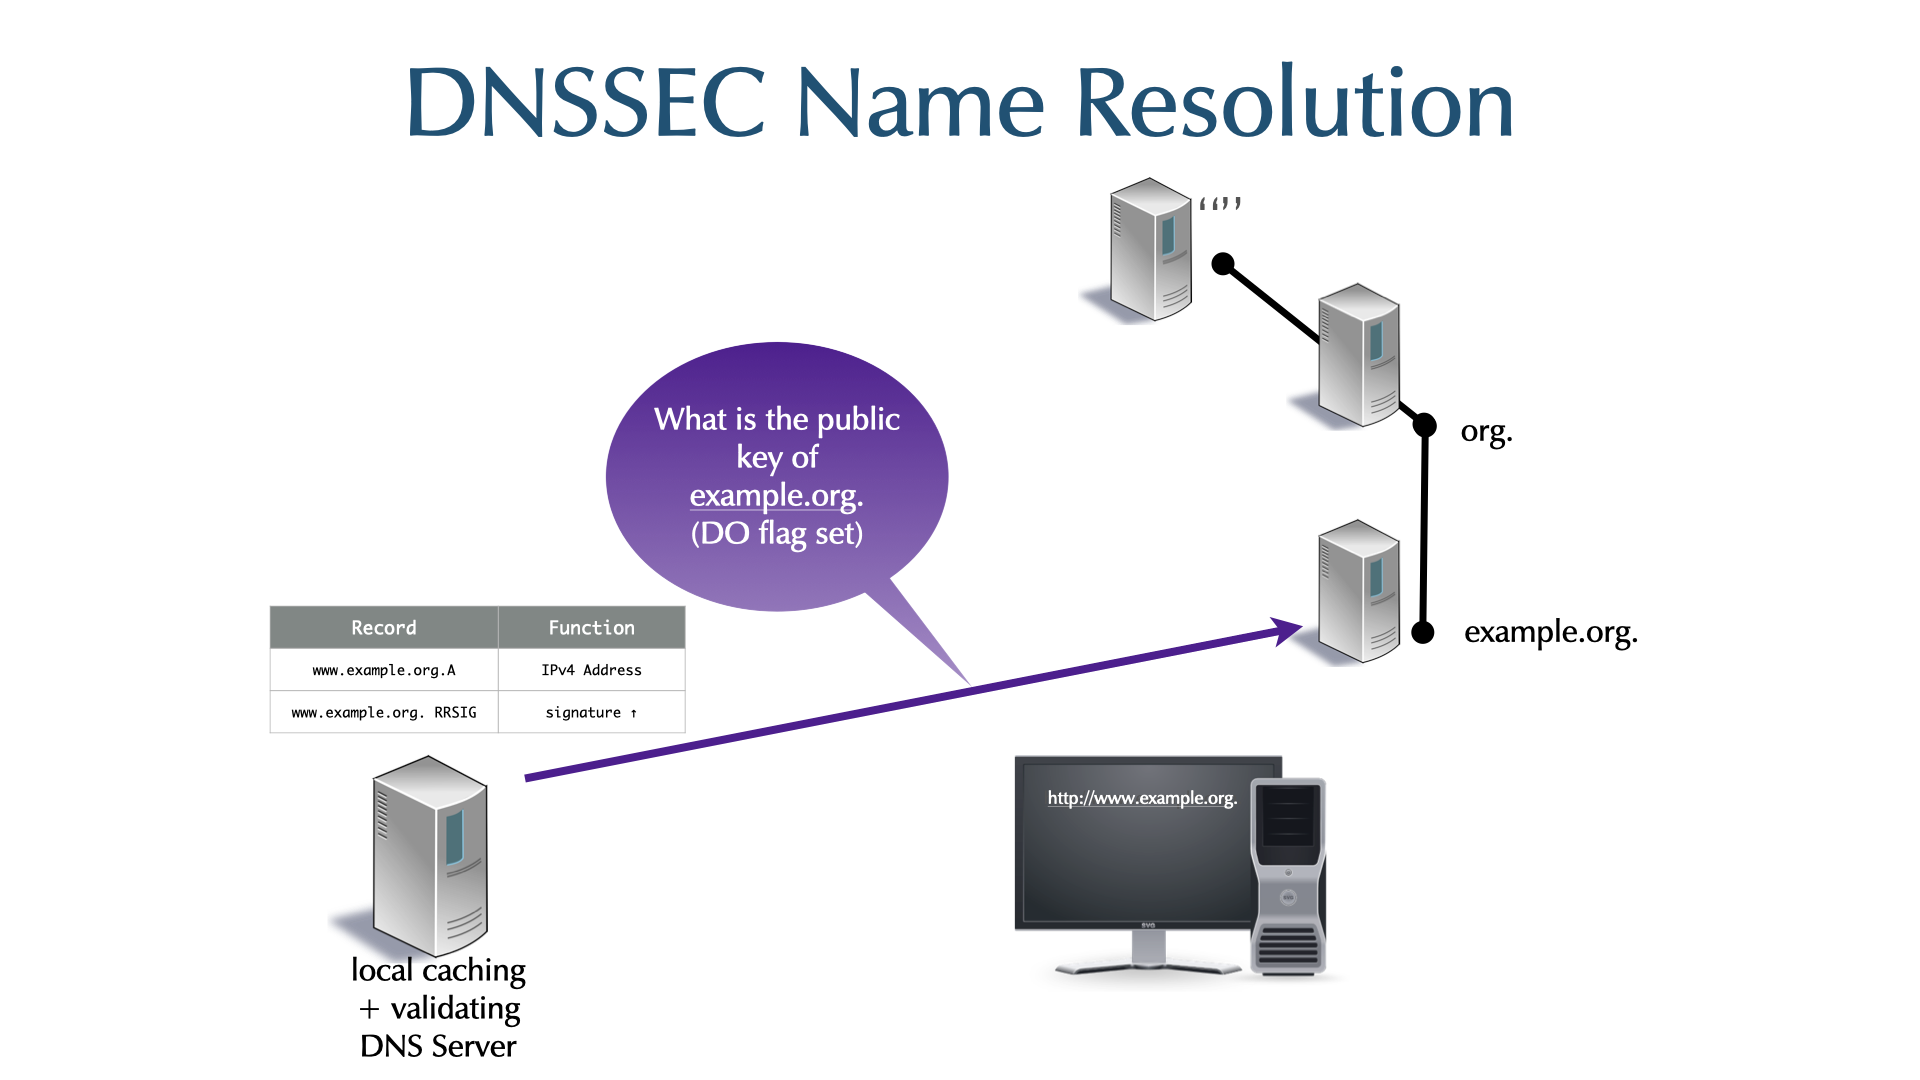 DNSSEC Name Resolution
“”
org.
What is the public
key of
example.org.
(DO flag set)
example.org.
Record Function
www.example.org.A IPv4 Address
www.example.org. RRSIG signature ↑
http://www.example.org.
SVG
SVG
local caching
+ validating
DNS Server